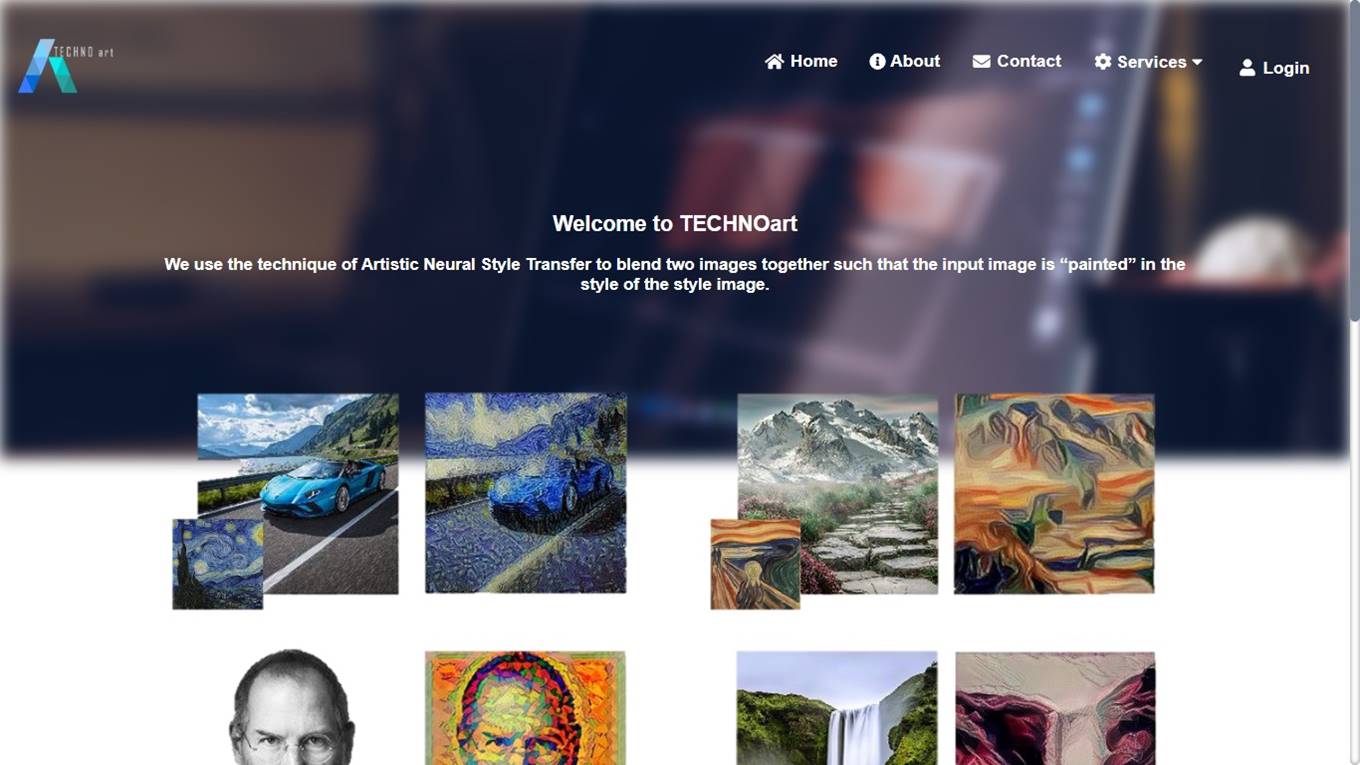 TECHNO art
Home
About
Contact
Services
Login
Welcome to TECHNOart
We use the technique of Artistic Neural Style Transfer to blend two images together such that the input image is “painted” in the
style of the style image.